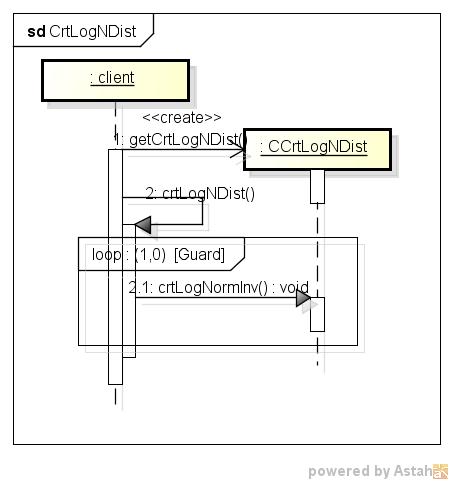 sd CrtLogNDist
: client
<<create>>
1: getCrtLogNDist()
: CCrtLogNDist
2: crtLogNDist()
loop : (1,0) [Guard]
2.1: crtLogNormInv() : void
powered by Astah